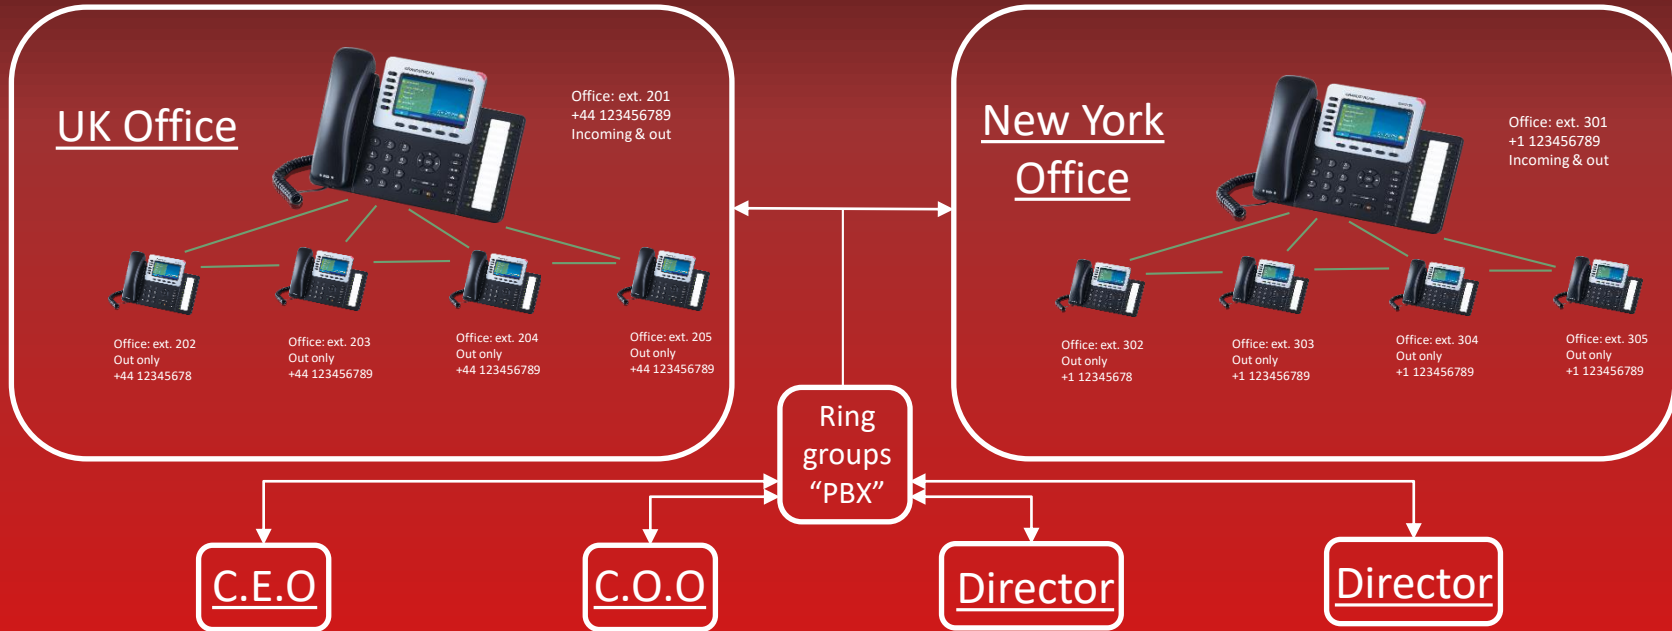 UK Office
Office: ext. 201
+44 123456789
Incoming & out
Office: ext. 202
Out only
+44 12345678
Office: ext. 203
Out only
+44 123456789
Office: ext. 204
Out only
+44 123456789
Office: ext. 205
Out only
+44 123456789
New York
Office
Office: ext. 301
+1 123456789
Incoming & out
Office: ext. 302
Out only
+1 12345678
Office: ext. 303
Out only
+1 123456789
Office: ext. 304
Out only
+1 123456789
Office: ext. 305
Out only
+1 123456789
Ring
groups
“PBX”
C.E.O
C.O.O
Director
Director